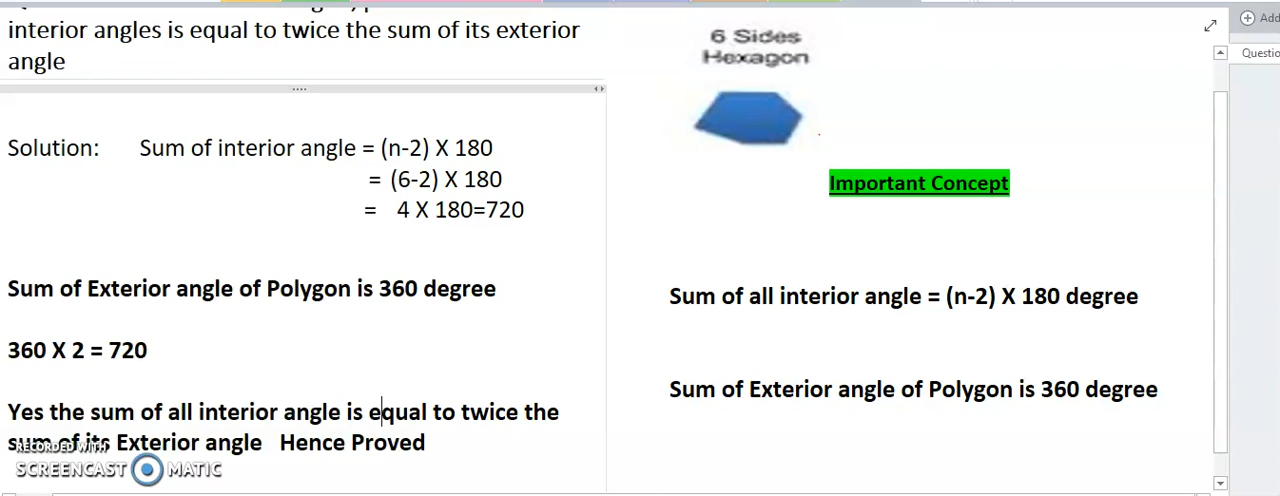 interior angles is equal to twice the sum of its exterior
angle
Solution: Sum of interior angle = (n-2) X 180
= (6-2) X 180
= 4 X 180=720
Sum of Exterior angle of Polygon is 360 degree
360 X 2 = 720
Yes the sum of all interior angle is equal to twice the
sum of its Exterior angle Hence Proved
RECORDED WITH
SCREENCAST MATIC
6 Sides
Hexagon
Important Concept
Sum of all interior angle = (n-2) X 180 degree
Sum of Exterior angle of Polygon is 360 degree
Add
Questio